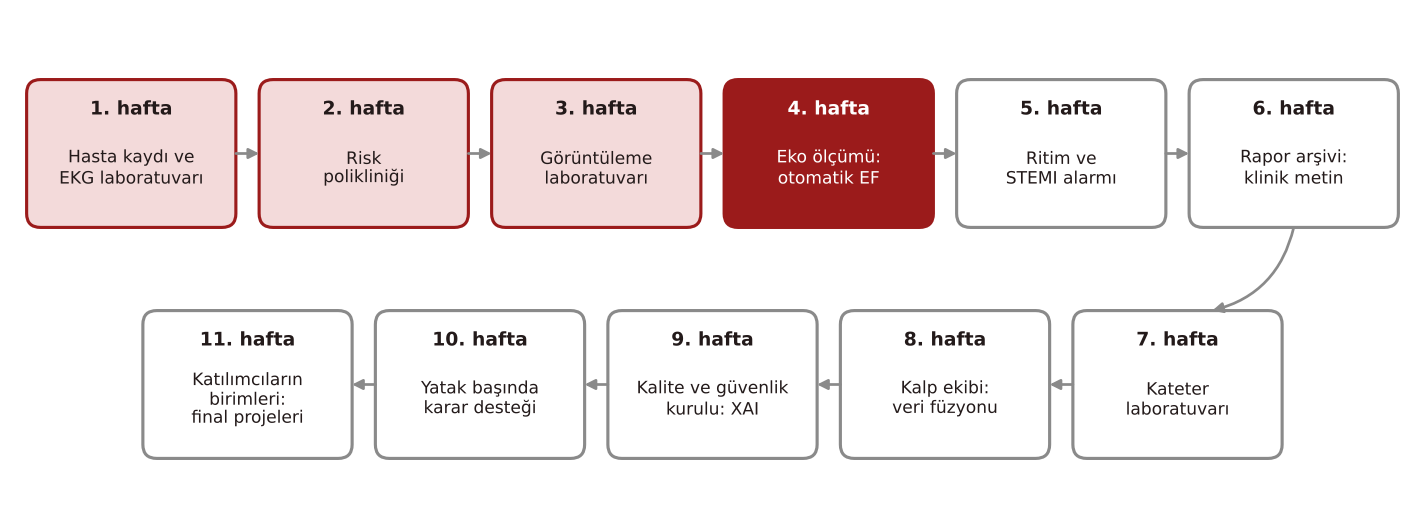 1. hafta
Hasta kaydı ve
EKG laboratuvarı
2. hafta
Risk
polikliniği
3. hafta
Görüntüleme
laboratuvarı
4. hafta
Eko ölçümü:
otomatik EF
5. hafta
Ritim ve
STEMI alarmı
6. hafta
Rapor arşivi:
klinik metin
7. hafta
Kateter
laboratuvarı
8. hafta
Kalp ekibi:
veri füzyonu
9. hafta
Kalite ve güvenlik
kurulu: XAI
10. hafta
Yatak başında
karar desteği
11. hafta
Katılımcıların
birimleri:
final projeleri